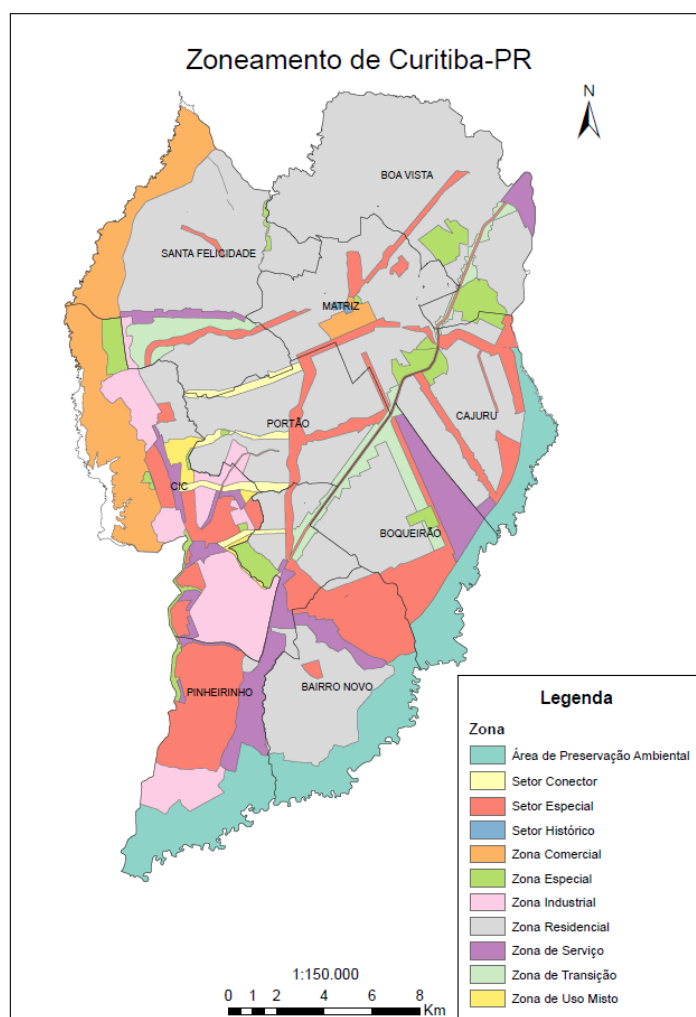 Zoneamento de Curitiba-PR
N
BOA VISTA
SANTA FELICIDADE
MATRIZ
PORTÃO
CAJURU
CIC
BOQUEIRÃO
PINHEIRINHO
BAIRRO NOVO
Legenda
Zona
Área de Preservação Ambiental
Setor Conector
Setor Especial
Setor Histórico
Zona Comercial
Zona Especial
Zona Industrial
Zona Residencial
Zona de Serviço
Zona de Transição
Zona de Uso Misto
1:150.000
0 1 2 4 6 8
Km